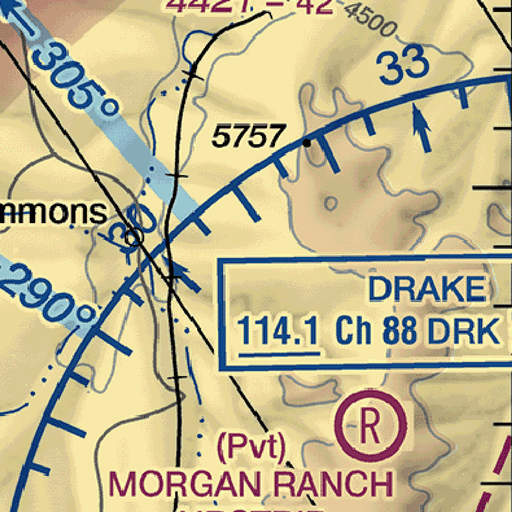 4421 - 42
4500
305°
33
5757
mmons
30
290°
DRAKE
114.1 Ch 88 DRK
R
(Pvt)
MORGAN RANCH